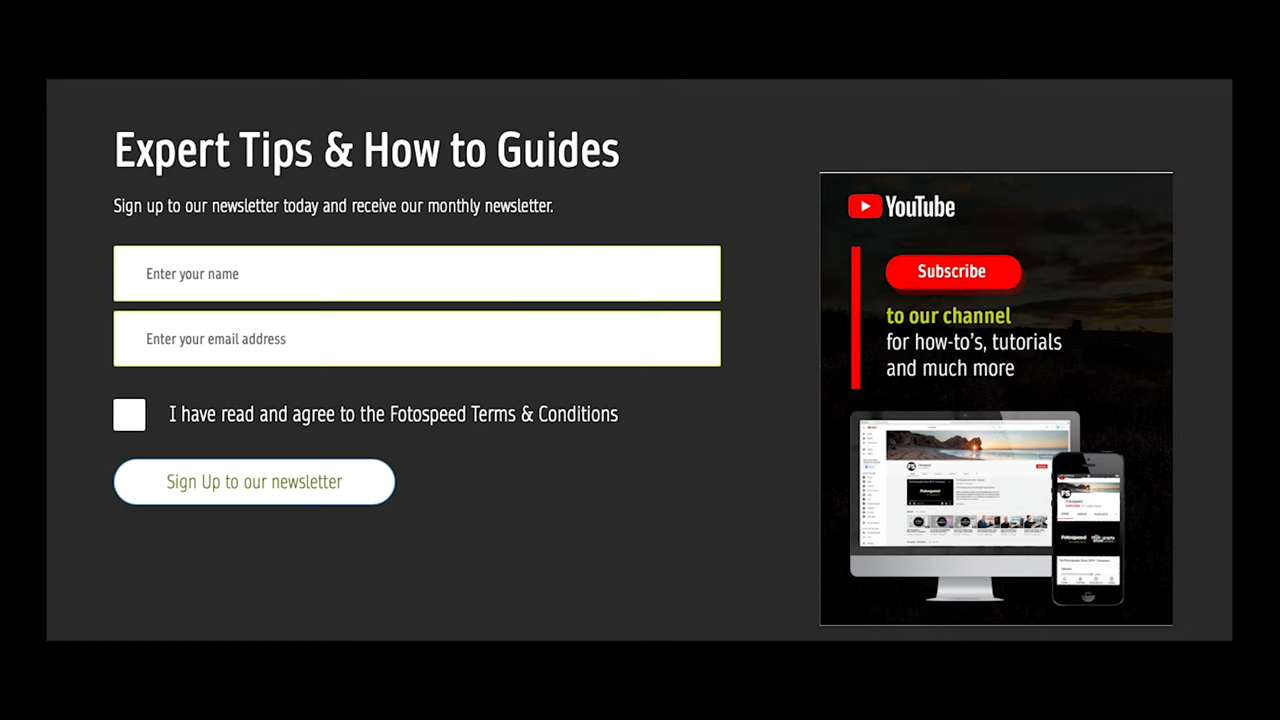 Expert Tips & How to Guides
Sign up to our newsletter today and receive our monthly newsletter.
Enter your name
Enter your email address
I have read and agree to the Fotospeed Terms & Conditions
Sign Up to our newsletter
YouTube
Subscribe
to our channel
for how-to's, tutorials
and much more
Fotospeed